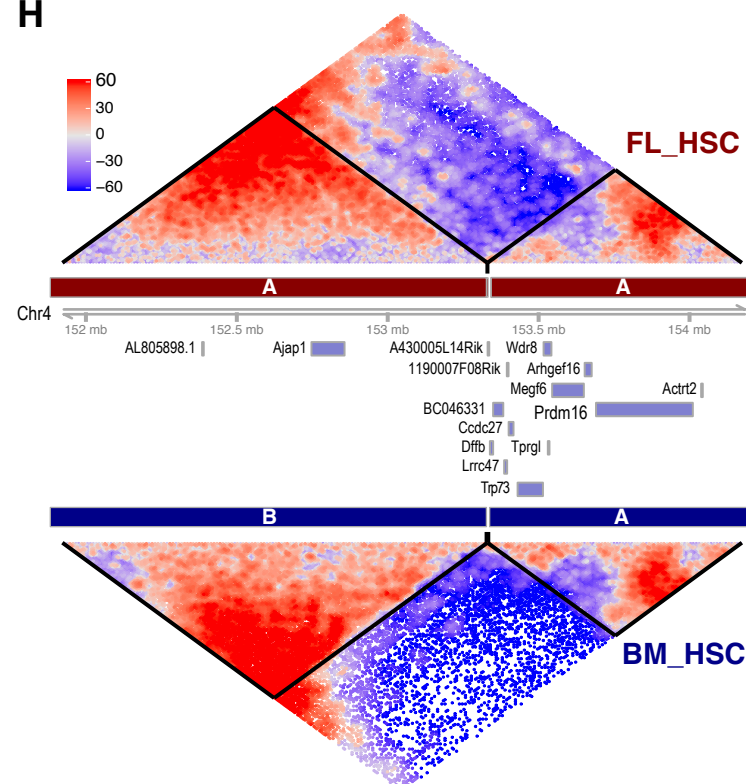 H
60
30
0
−30
−60
FL_HSC
A A
Chr4
152 mb 152.5 mb 153 mb 153.5 mb 154 mb
AL805898.1 Ajap1 A430005L14Rik Wdr8
1190007F08Rik Arhgef16
Megf6 Actrt2
BC046331 Prdm16
Ccdc27
Dffb Tprgl
Lrrc47
Trp73
B A
BM_HSC